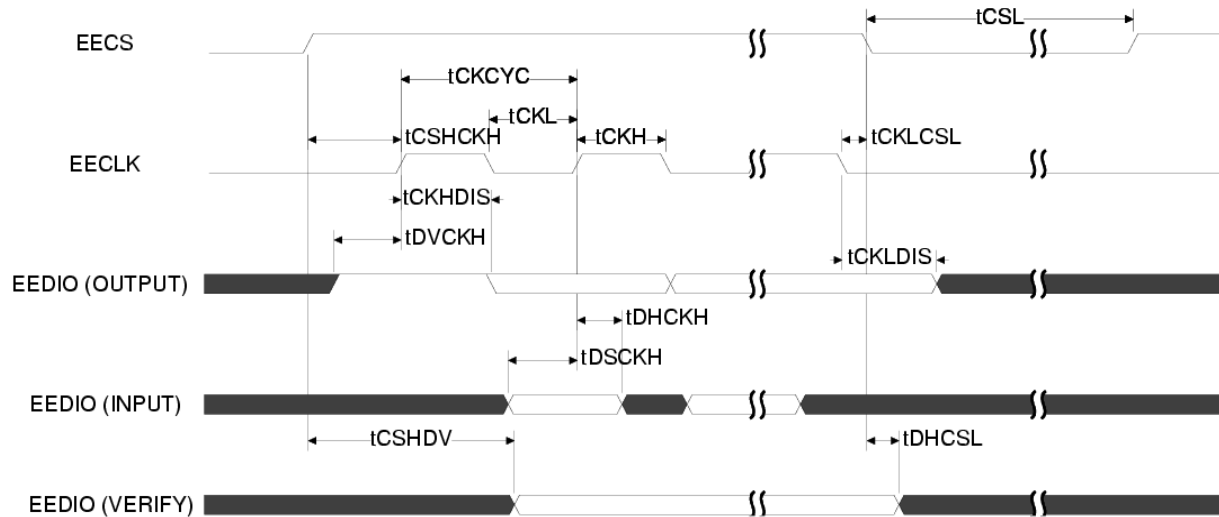 tCSL
EECS
tCKCYC
tCKL
tCSHCKH
tCKH
tCKLCSL
EECLK
tCKHDIS
tDVCKH
tCKLDIS
EEDIO (OUTPUT)
tDHCKH
tDSCKH
EEDIO (INPUT)
tCSHDV
tDHCSL
EEDIO (VERIFY)